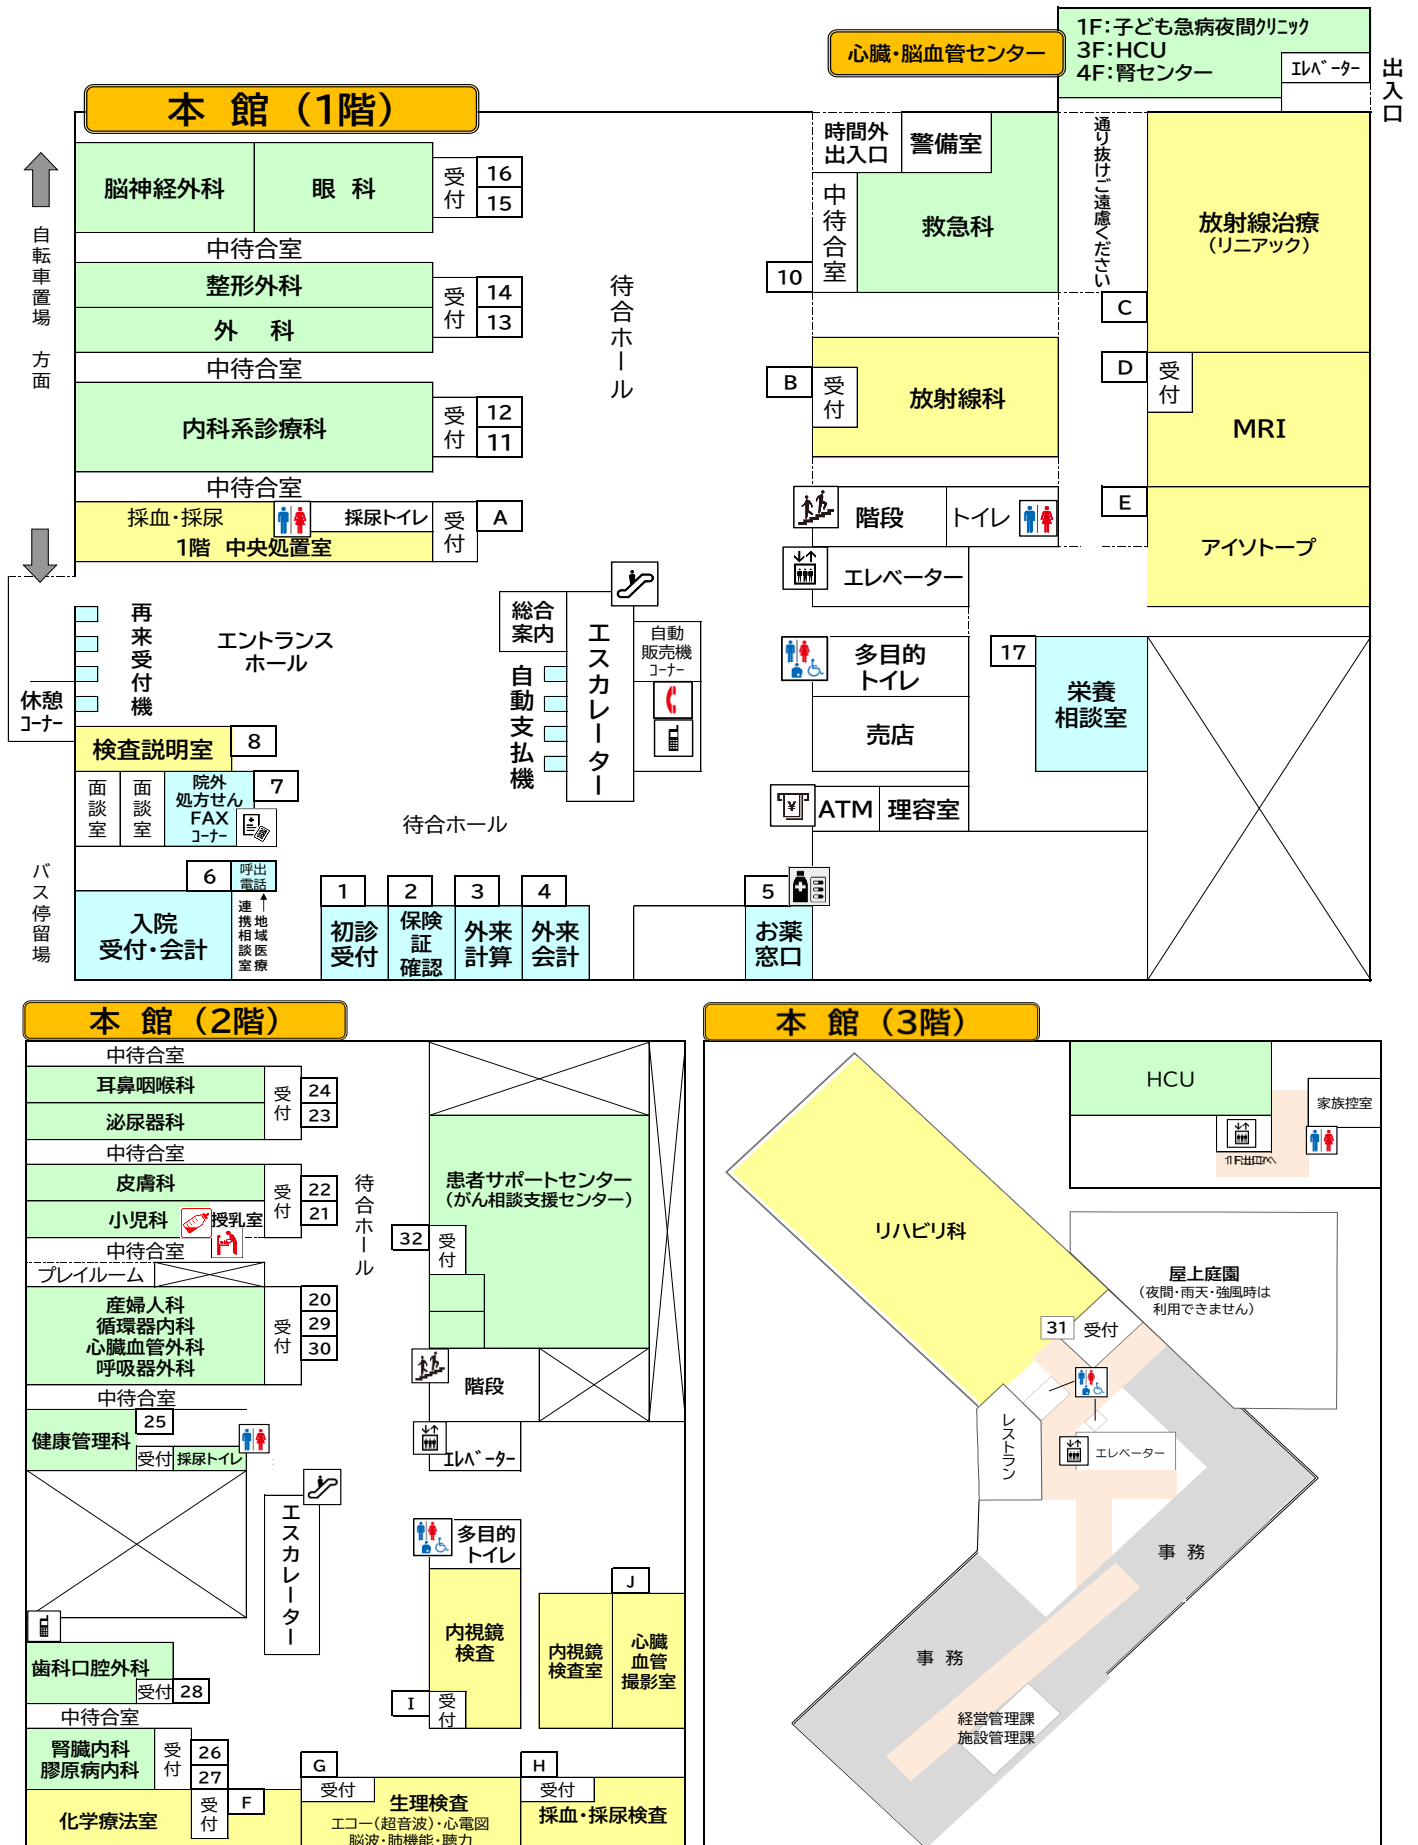 1F：子ども急病夜間クリニック
3F：HCU
4F：腎センター
心臓・脳血管センター
エレベーター
出入口
本 館 （1階）
自転車置場 方面
脳神経外科
眼 科
受付
16
15
中待合室
整形外科
外 科
受付
14
13
中待合室
内科系診療科
受付
12
11
中待合室
採血・採尿
採尿トイレ
1階 中央処置室
受付
A
待合ホール
時間外
出入口
警備室
中待合室
救急科
10
通り抜けご遠慮ください
放射線治療
（リニアック）
C
B
受付
放射線科
D
受付
MRI
階段
トイレ
E
アイソトープ
エレベーター
再来受付機
エントランス
ホール
総合
案内
エスカレーター
自動
販売機
コーナー
自動支払機
多目的
トイレ
売店
17
栄養
相談室
休憩
コーナー
検査説明室
8
面談室
面談室
院外
処方せん
FAX
コーナー
7
ATM
理容室
待合ホール
バス停留場
6
呼出
電話
入院
受付・会計
地域医療
連携相談室
1
初診
受付
2
保険
証
確認
3
外来
計算
4
外来
会計
5
お薬
窓口
本 館 （2階）
中待合室
耳鼻咽喉科
泌尿器科
受付
24
23
中待合室
皮膚科
小児科
授乳室
受付
22
21
中待合室
プレイルーム
産婦人科
循環器内科
心臓血管外科
呼吸器外科
受付
20
29
30
中待合室
25
健康管理科
受付
採尿トイレ
待合ホール
患者サポートセンター
（がん相談支援センター）
32
受付
階段
エレベーター
エスカレーター
多目的
トイレ
内視鏡
検査
I
受付
内視鏡
検査室
J
心臓
血管
撮影室
歯科口腔外科
受付
28
中待合室
腎臓内科
膠原病内科
受付
26
27
化学療法室
受付
F
G
受付
生理検査
エコー（超音波）・心電図
脳波・肺機能・聴力
H
受付
採血・採尿検査
本 館 （3階）
HCU
家族控室
1F出口へ
リハビリ科
屋上庭園
（夜間・雨天・強風時は
利用できません）
31
受付
レストラン
エレベーター
事 務
事 務
経営管理課
施設管理課